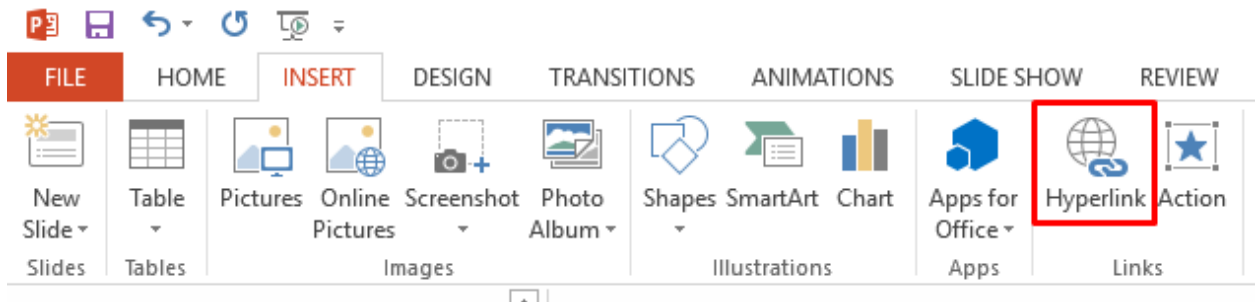 FILE HOME INSERT DESIGN TRANSITIONS ANIMATIONS SLIDE SHOW REVIEW
New Table Pictures Online Screenshot Photo Shapes SmartArt Chart Apps for Hyperlink Action
Slide Pictures Album Office
Slides Tables Images Illustrations Apps Links